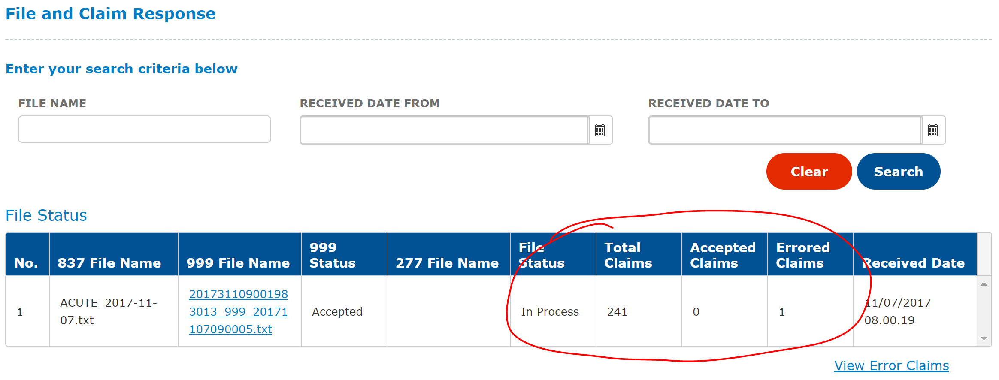 File and Claim Response
Enter your search criteria below
FILE NAME
RECEIVED DATE FROM
RECEIVED DATE TO
Clear
Search
File Status
No.
837 File Name
999 File Name
999
Status
277 File Name
File
Status
Total
Claims
Accepted
Claims
Errored
Claims
Received Date
1
ACUTE_2017-11-
07.txt
20173110900198
3013_999_20171
107090005.txt
Accepted
In Process
241
0
1
11/07/2017
08.00.19
View Error Claims